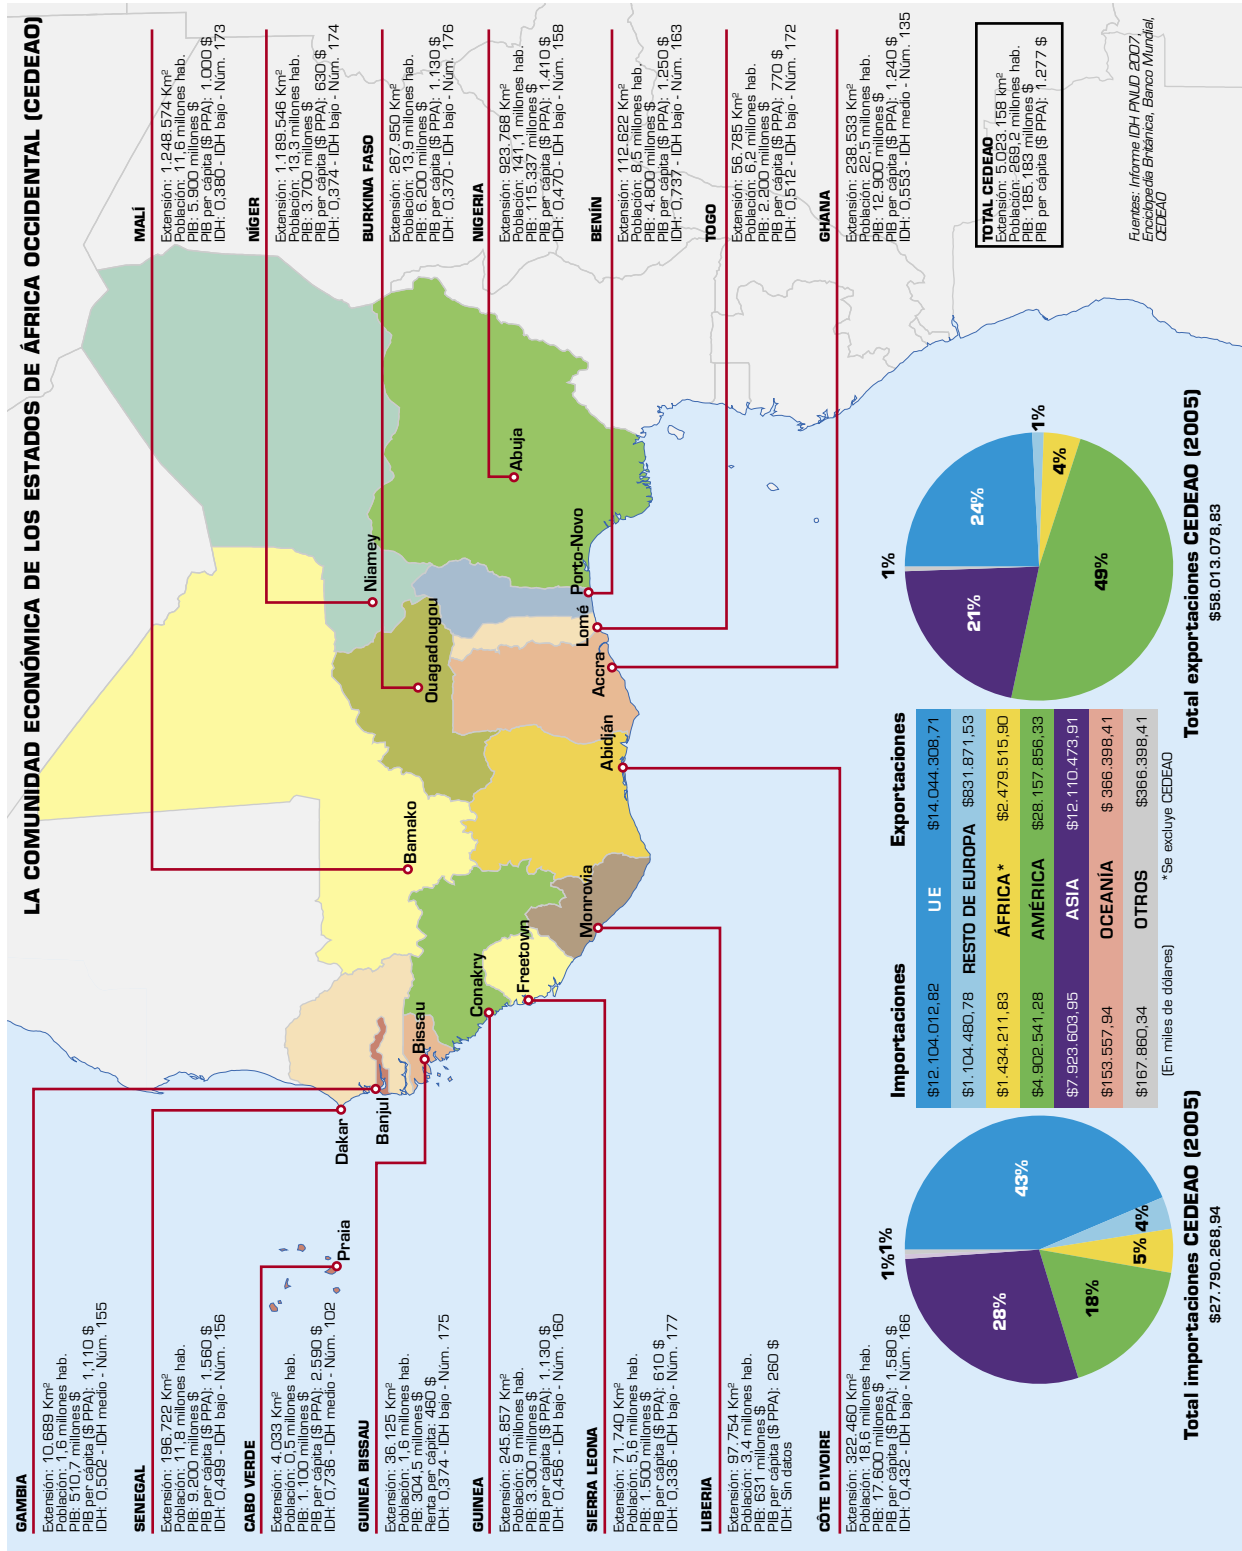 LA COMUNIDAD ECONÓMICA DE LOS ESTADOS DE ÁFRICA OCCIDENTAL (CEDEAO)
GAMBIA
Extensión: 10.689 Km²
Población: 1,6 millones hab.
PIB: 510,7 millones $
PIB per cápita ($ PPA): 1,110 $
IDH: 0,502 - IDH medio - Núm. 155
SENEGAL
Extensión: 196.722 Km²
Población: 11,8 millones hab.
PIB: 9.200 millones $
PIB per cápita ($ PPA): 1.560 $
IDH: 0,499 - IDH bajo - Núm. 156
CABO VERDE
Extensión: 4.033 Km²
Población: 0,5 millones hab.
PIB: 1.100 millones $
PIB per cápita ($ PPA): 2.590 $
IDH: 0,736 - IDH medio - Núm. 102
GUINEA BISSAU
Extensión: 36.125 Km²
Población: 1,6 millones hab.
PIB: 304,5 millones $
Renta per cápita: 460 $
IDH: 0,374 - IDH bajo - Núm. 175
GUINEA
Extensión: 245.857 Km²
Población: 9 millones hab.
PIB: 3.300 millones $
PIB per cápita ($ PPA): 1.130 $
IDH: 0,456 - IDH bajo - Núm. 160
SIERRA LEONA
Extensión: 71.740 Km²
Población: 5,6 millones hab.
PIB: 1.500 millones $
PIB per cápita ($ PPA): 610 $
IDH: 0,336 - IDH bajo - Núm. 177
LIBERIA
Extensión: 97.754 Km²
Población: 3,4 millones hab.
PIB: 631 millones $
PIB per cápita ($ PPA): 260 $
IDH: Sin datos
CÔTE D'IVOIRE
Extensión: 322.460 Km²
Población: 18,6 millones hab.
PIB: 17.600 millones $
PIB per cápita ($ PPA): 1.580 $
IDH: 0,432 - IDH bajo - Núm. 166
Praia
Dakar
Banjul
Bissau
Conakry
Freetown
Monrovia
Bamako
Abidján
Ouagadougou
Accra
Lomé
Niamey
Porto-Novo
Abuja
MALÍ
Extensión: 1.248.574 Km²
Población: 11,6 millones hab.
PIB: 5.900 millones $
PIB per cápita ($ PPA): 1.000 $
IDH: 0,380 - IDH bajo - Núm. 173
NÍGER
Extensión: 1.189.546 Km²
Población: 13,3 millones hab.
PIB: 3.700 millones $
PIB per cápita ($ PPA): 630 $
IDH: 0,374 - IDH bajo - Núm. 174
BURKINA FASO
Extensión: 267.950 Km²
Población: 13,9 millones hab.
PIB: 6.200 millones $
PIB per cápita ($ PPA): 1.130 $
IDH: 0,370 - IDH bajo - Núm. 176
NIGERIA
Extensión: 923.768 Km²
Población: 141,1 millones hab.
PIB: 115.337 millones $
PIB per cápita ($ PPA): 1.410 $
IDH: 0,470 - IDH bajo - Núm. 158
BENÍN
Extensión: 112.622 Km²
Población: 8,5 millones hab.
PIB: 4.800 millones $
PIB per cápita ($ PPA): 1.250 $
IDH: 0,737 - IDH bajo - Núm. 163
TOGO
Extensión: 56.785 Km²
Población: 6,2 millones hab.
PIB: 2.200 millones $
PIB per cápita ($ PPA): 770 $
IDH: 0,512 - IDH bajo - Núm. 172
GHANA
Extensión: 238.533 Km²
Población: 22,5 millones hab.
PIB: 12.900 millones $
PIB per cápita ($ PPA): 1.240 $
IDH: 0,553 - IDH medio - Núm. 135
TOTAL CEDEAO
Extensión: 5.023.158 Km²
Población: 269,2 millones hab.
PIB: 185.183 millones $
PIB per cápita ($ PPA): 1.277 $
Fuentes: Informe IDH PNUD 2007,
Enciclopedia Británica, Banco Mundial,
CEDEAO
1% 1%
43%
4%
5%
18%
28%
Total importaciones CEDEAO (2005)
$27.790.268,94
Importaciones Exportaciones
$12.104.012,82 UE $14.044.308,71
$1.104.480,78 RESTO DE EUROPA $831.871,53
$1.434.211,83 ÁFRICA* $2.479.515,90
$4.902.541,28 AMÉRICA $28.157.856,33
$7.923.603,95 ASIA $12.110.473,91
$153.557,94 OCEANÍA $ 366.398,41
$167.860,34 OTROS $366.398,41
(En miles de dólares) *Se excluye CEDEAO
1%
24%
1%
4%
49%
21%
Total exportaciones CEDEAO (2005)
$58.013.078,83